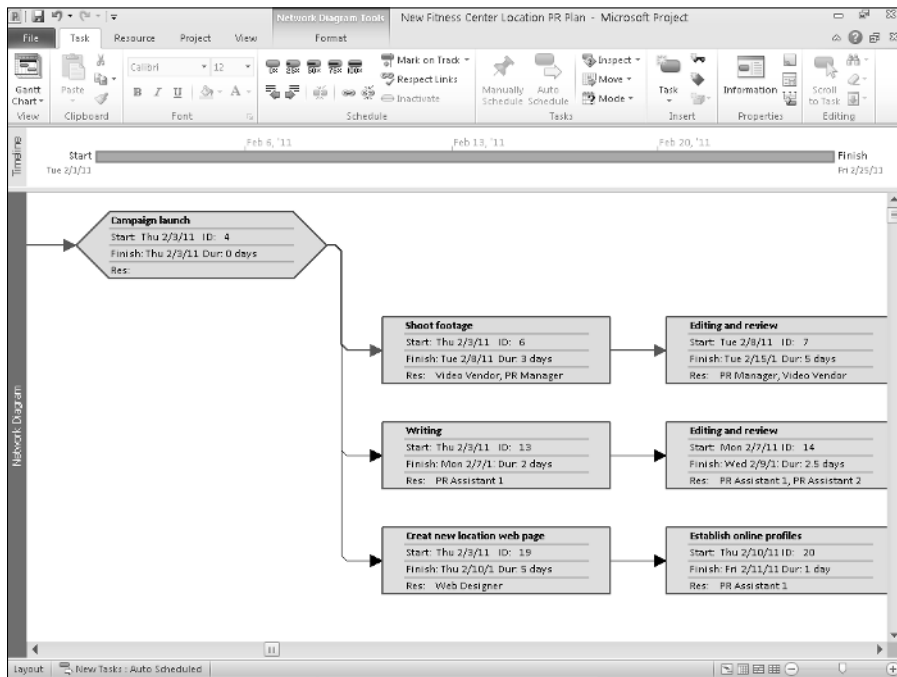 Network Diagram Tools
New Fitness Center Location PR Plan - Microsoft Project
File Task Resource Project View Format
Gantt Chart
Paste
Calibri 12
B I U A
0% 25% 50% 75% 100%
Mark on Track
Respect Links
Inactivate
Manually Schedule
Auto Schedule
Inspect
Move
Mode
Task
Information
Scroll to Task
View Clipboard Font Schedule Tasks Insert Properties Editing
Timeline
Feb 6, '11 Feb 13, '11 Feb 20, '11
Start
Tue 2/1/11
Finish
Fri 2/25/11
Network Diagram
Campaign launch
Start: Thu 2/3/11 ID: 4
Finish: Thu 2/3/11 Dur: 0 days
Res:
Shoot footage
Start: Thu 2/3/11 ID: 6
Finish: Tue 2/8/11 Dur: 3 days
Res: Video Vendor, PR Manager
Editing and review
Start: Tue 2/8/11 ID: 7
Finish: Tue 2/15/1 Dur: 5 days
Res: PR Manager, Video Vendor
Writing
Start: Thu 2/3/11 ID: 13
Finish: Mon 2/7/1 Dur: 2 days
Res: PR Assistant 1
Editing and review
Start: Mon 2/7/11 ID: 14
Finish: Wed 2/9/1 Dur: 2.5 days
Res: PR Assistant 1, PR Assistant 2
Creat new location web page
Start: Thu 2/3/11 ID: 19
Finish: Thu 2/10/1 Dur: 5 days
Res: Web Designer
Establish online profiles
Start: Thu 2/10/11 ID: 20
Finish: Fri 2/11/11 Dur: 1 day
Res: PR Assistant 1
Layout New Tasks : Auto Scheduled